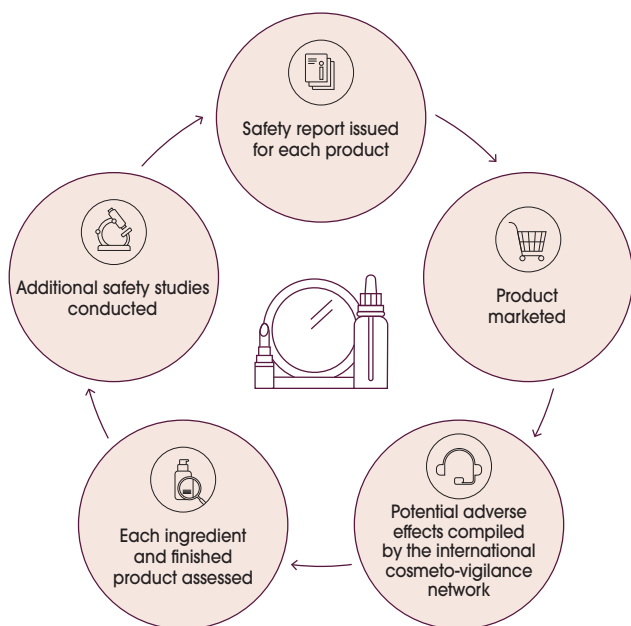 Safety report issued
for each product
Product
marketed
Potential adverse
effects compiled
by the international
cosmeto-vigilance
network
Each ingredient
and finished
product assessed
Additional safety studies
conducted